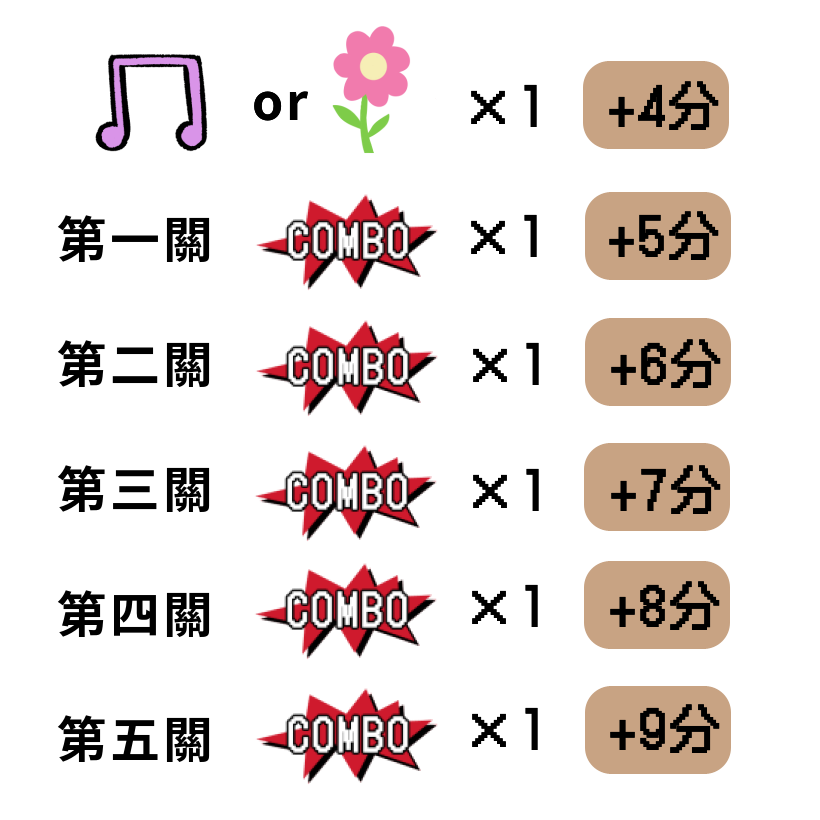 or ×1 +4分
第一關 COMBO ×1 +5分
第二關 COMBO ×1 +6分
第三關 COMBO ×1 +7分
第四關 COMBO ×1 +8分
第五關 COMBO ×1 +9分